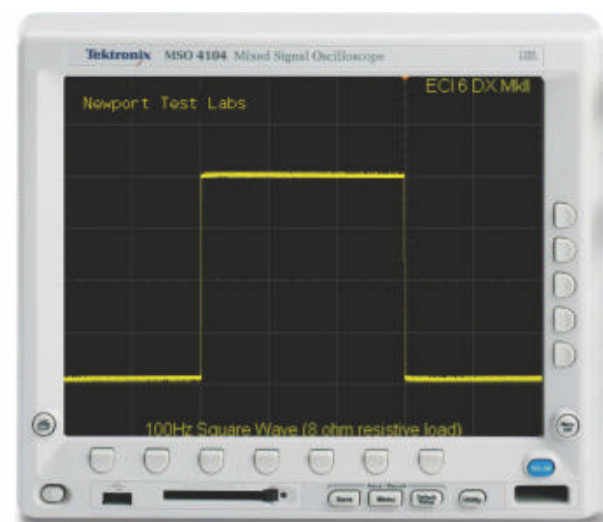 Tektronix MSO 4104 Mixed Signal Oscilloscope
ECI 6 DX MkII
Newport Test Labs
100Hz Square Wave (8 ohm resistive load)
Save Menu Utility